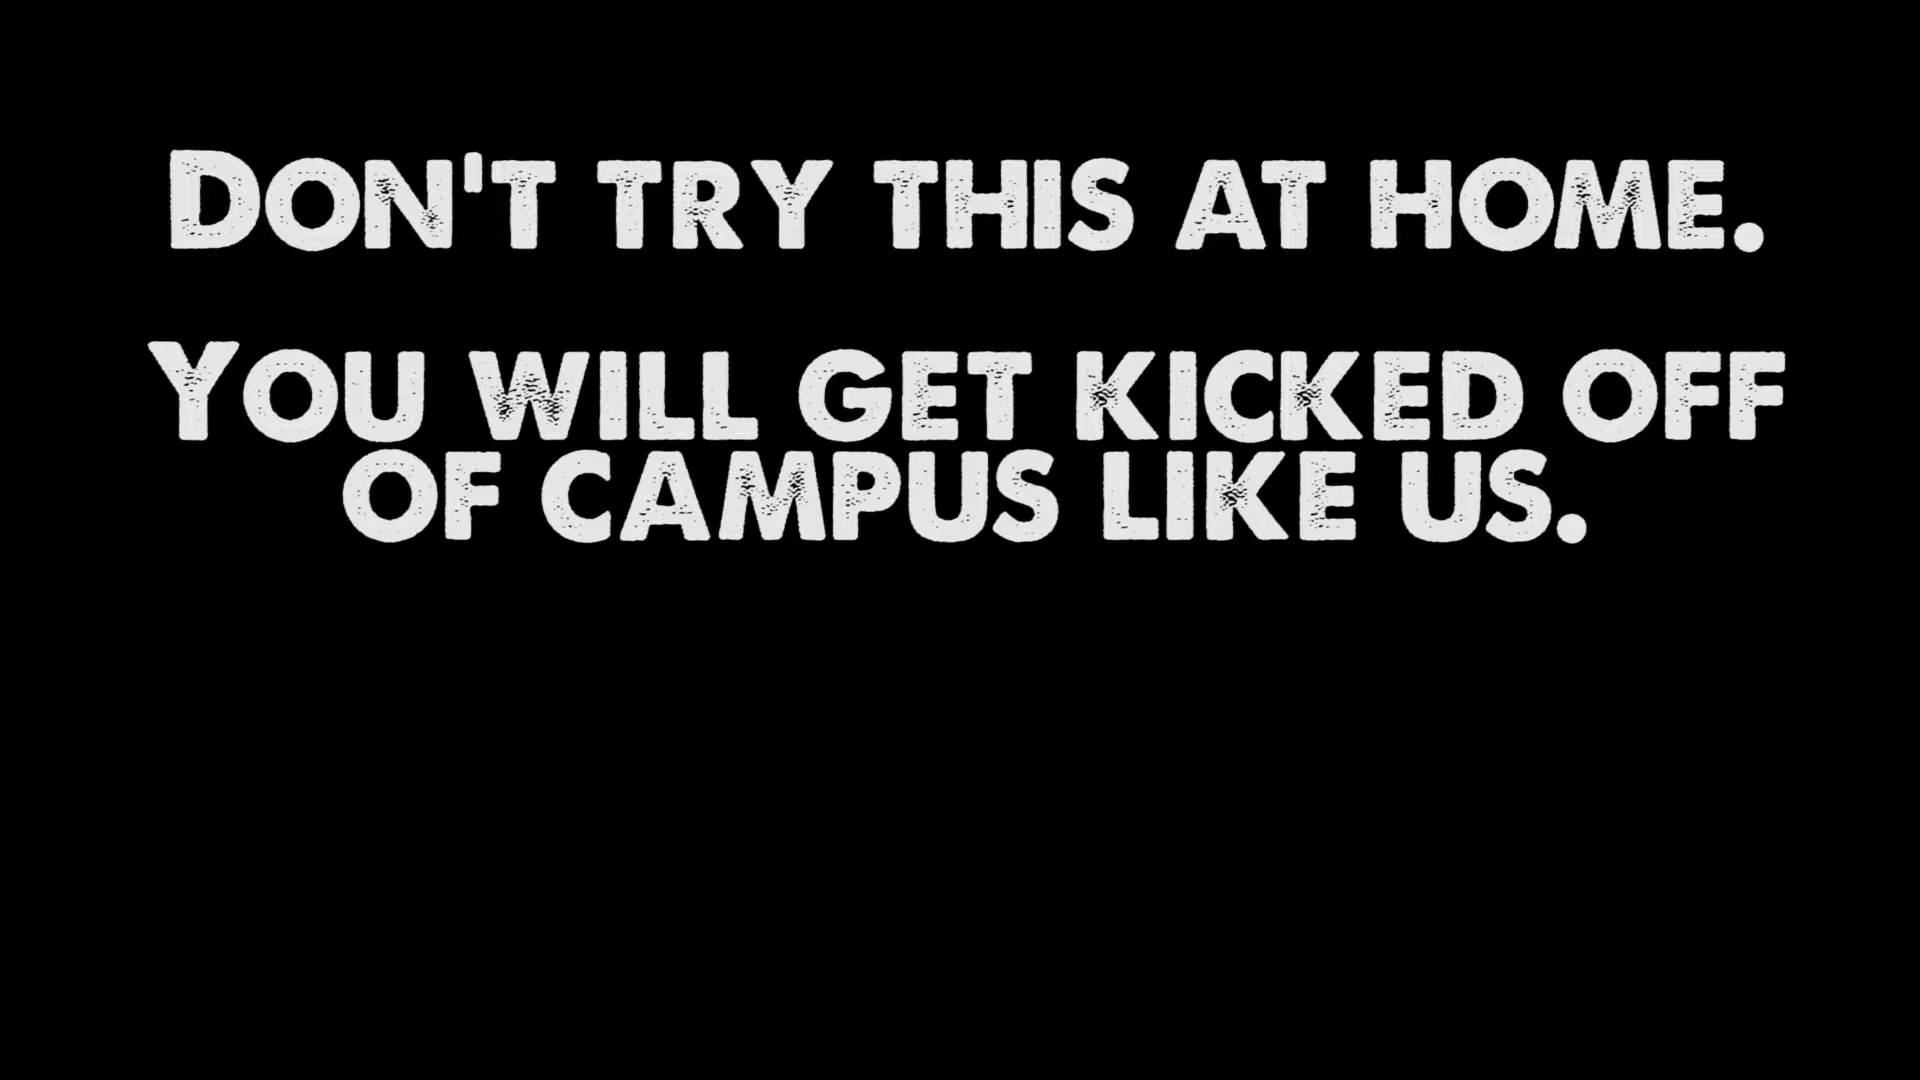 Don't try this at home.
You will get kicked off
of campus like us.